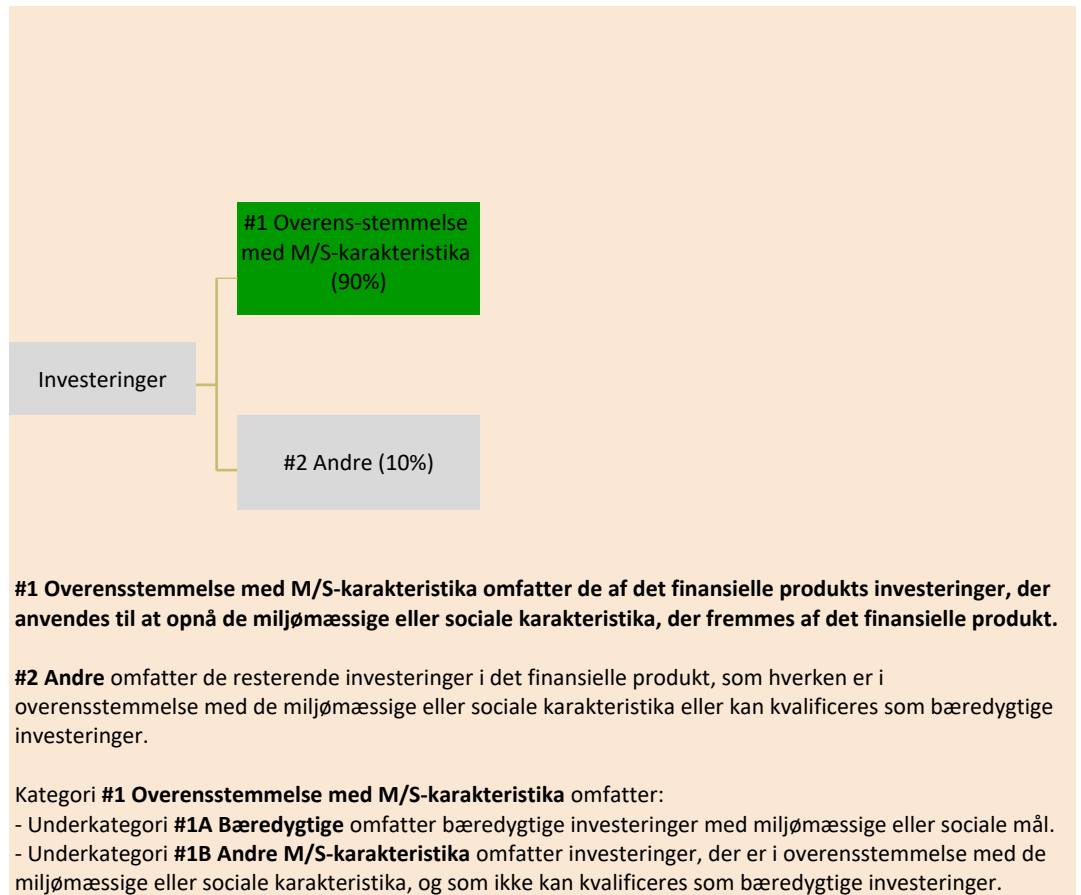 #1 Overens-stemmelse
med M/S-karakteristika
(90%)
Investeringer
#2 Andre (10%)
#1 Overensstemmelse med M/S-karakteristika omfatter de af det finansielle produkts investeringer, der
anvendes til at opnå de miljømæssige eller sociale karakteristika, der fremmes af det finansielle produkt.
#2 Andre omfatter de resterende investeringer i det finansielle produkt, som hverken er i
overensstemmelse med de miljømæssige eller sociale karakteristika eller kan kvalificeres som bæredygtige
investeringer.
Kategori #1 Overensstemmelse med M/S-karakteristika omfatter:
- Underkategori #1A Bæredygtige omfatter bæredygtige investeringer med miljømæssige eller sociale mål.
- Underkategori #1B Andre M/S-karakteristika omfatter investeringer, der er i overensstemmelse med de
miljømæssige eller sociale karakteristika, og som ikke kan kvalificeres som bæredygtige investeringer.